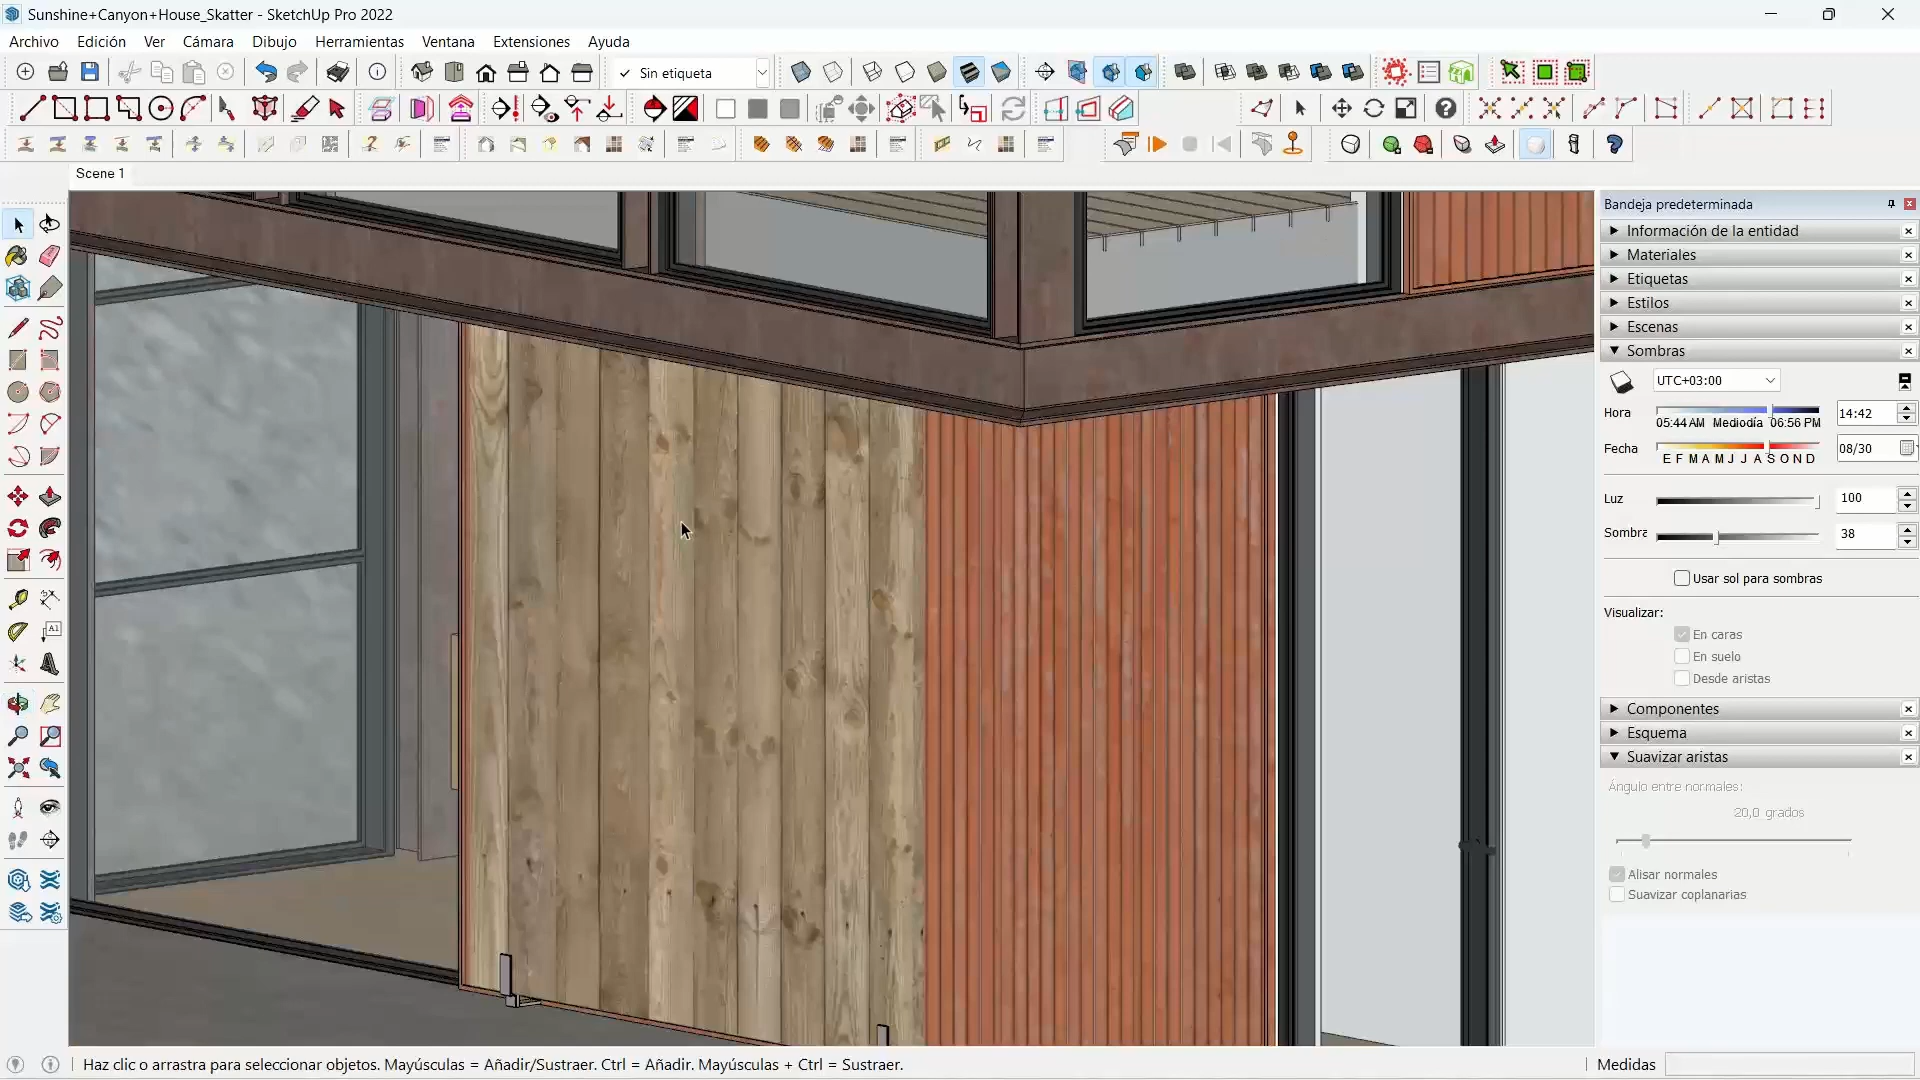 Sunshine+Canyon+House_Skatter - SketchUp Pro 2022
Archivo Edición Ver Cámara Dibujo Herramientas Ventana Extensiones Ayuda
✓ Sin etiqueta
Scene 1
Bandeja predeterminada
Información de la entidad
Materiales
Etiquetas
Estilos
Escenas
Sombras
UTC+03:00
Hora 14:42
05:44 AM Mediodía 06:56 PM
Fecha 08/30
E F M A M J J A S O N D
Luz 100
Sombra 38
Usar sol para sombras
Visualizar:
En caras
En suelo
Desde aristas
Componentes
Esquema
Suavizar aristas
Ángulo entre normales:
20,0 grados
Alisar normales
Suavizar coplanarias
A1
Haz clic o arrastra para seleccionar objetos. Mayúsculas = Añadir/Sustraer. Ctrl = Añadir. Mayúsculas + Ctrl = Sustraer.
Medidas